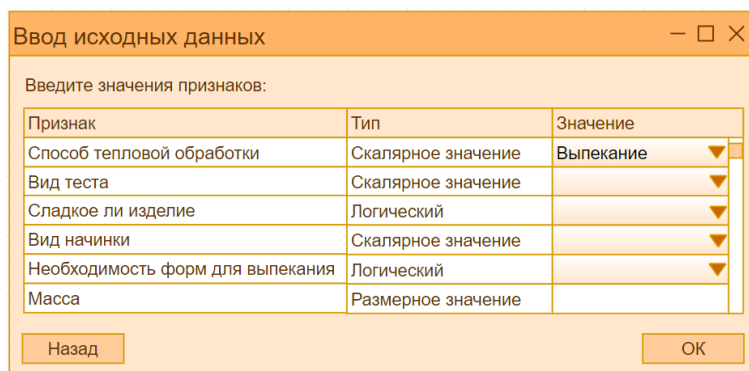 Ввод исходных данных
Введите значения признаков:
Признак Тип Значение
Способ тепловой обработки Скалярное значение Выпекание
Вид теста Скалярное значение
Сладкое ли изделие Логический
Вид начинки Скалярное значение
Необходимость форм для выпекания Логический
Масса Размерное значение
Назад ОК